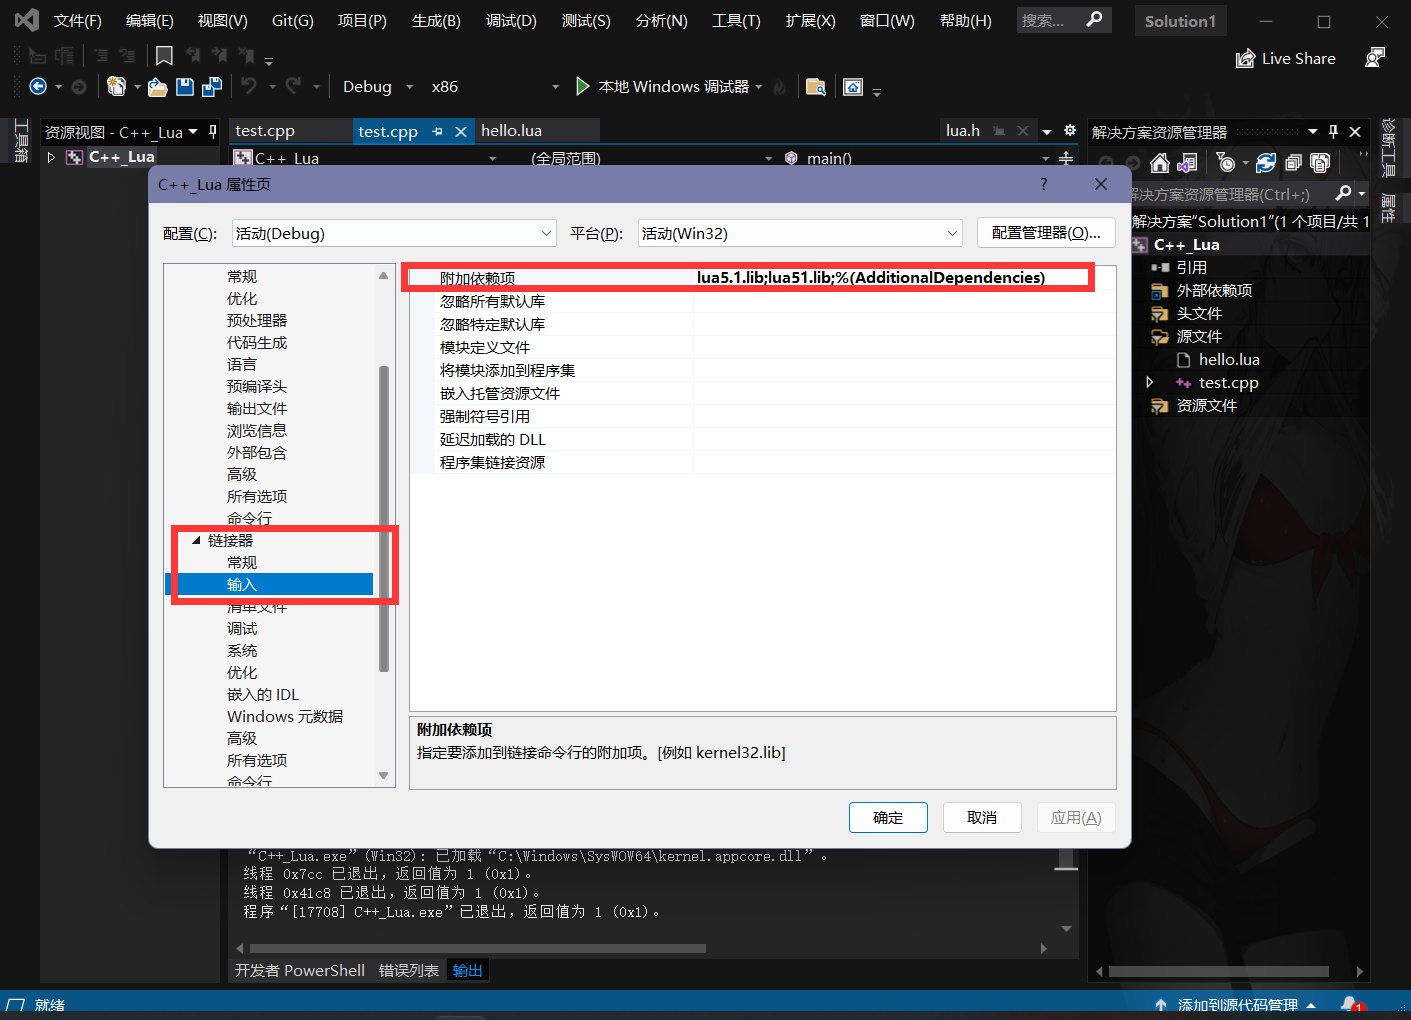 文件(F) 编辑(E) 视图(V) Git(G) 项目(P) 生成(B) 调试(D) 测试(S) 分析(N) 工具(T) 扩展(X) 窗口(W) 帮助(H) 搜索... Solution1
Live Share
Debug x86 本地 Windows 调试器
工具箱
资源视图 - C++_Lua
C++_Lua
test.cpp test.cpp hello.lua lua.h
C++_Lua (全局范围) main()
解决方案资源管理器
解决方案资源管理器(Ctrl+;)
解决方案“Solution1”(1 个项目/共 1
C++_Lua
引用
外部依赖项
头文件
源文件
hello.lua
test.cpp
资源文件
诊断工具
属性
C++_Lua 属性页 ?
配置(C): 活动(Debug) 平台(P): 活动(Win32) 配置管理器(O)...
常规
优化
预处理器
代码生成
语言
预编译头
输出文件
浏览信息
外部包含
高级
所有选项
命令行
链接器
常规
输入
清单文件
调试
系统
优化
嵌入的 IDL
Windows 元数据
高级
所有选项
命令行
附加依赖项 lua5.1.lib;lua51.lib;%(AdditionalDependencies)
忽略所有默认库
忽略特定默认库
模块定义文件
将模块添加到程序集
嵌入托管资源文件
强制符号引用
延迟加载的 DLL
程序集链接资源
附加依赖项
指定要添加到链接命令行的附加项。[例如 kernel32.lib]
确定 取消 应用(A)
“C++_Lua.exe”(Win32): 已加载“C:\Windows\SysWOW64\kernel.appcore.dll”。
线程 0x7cc 已退出，返回值为 1 (0x1)。
线程 0x41c8 已退出，返回值为 1 (0x1)。
程序“[17708] C++_Lua.exe”已退出，返回值为 1 (0x1)。
开发者 PowerShell 错误列表 输出
就绪 添加到源代码管理 1